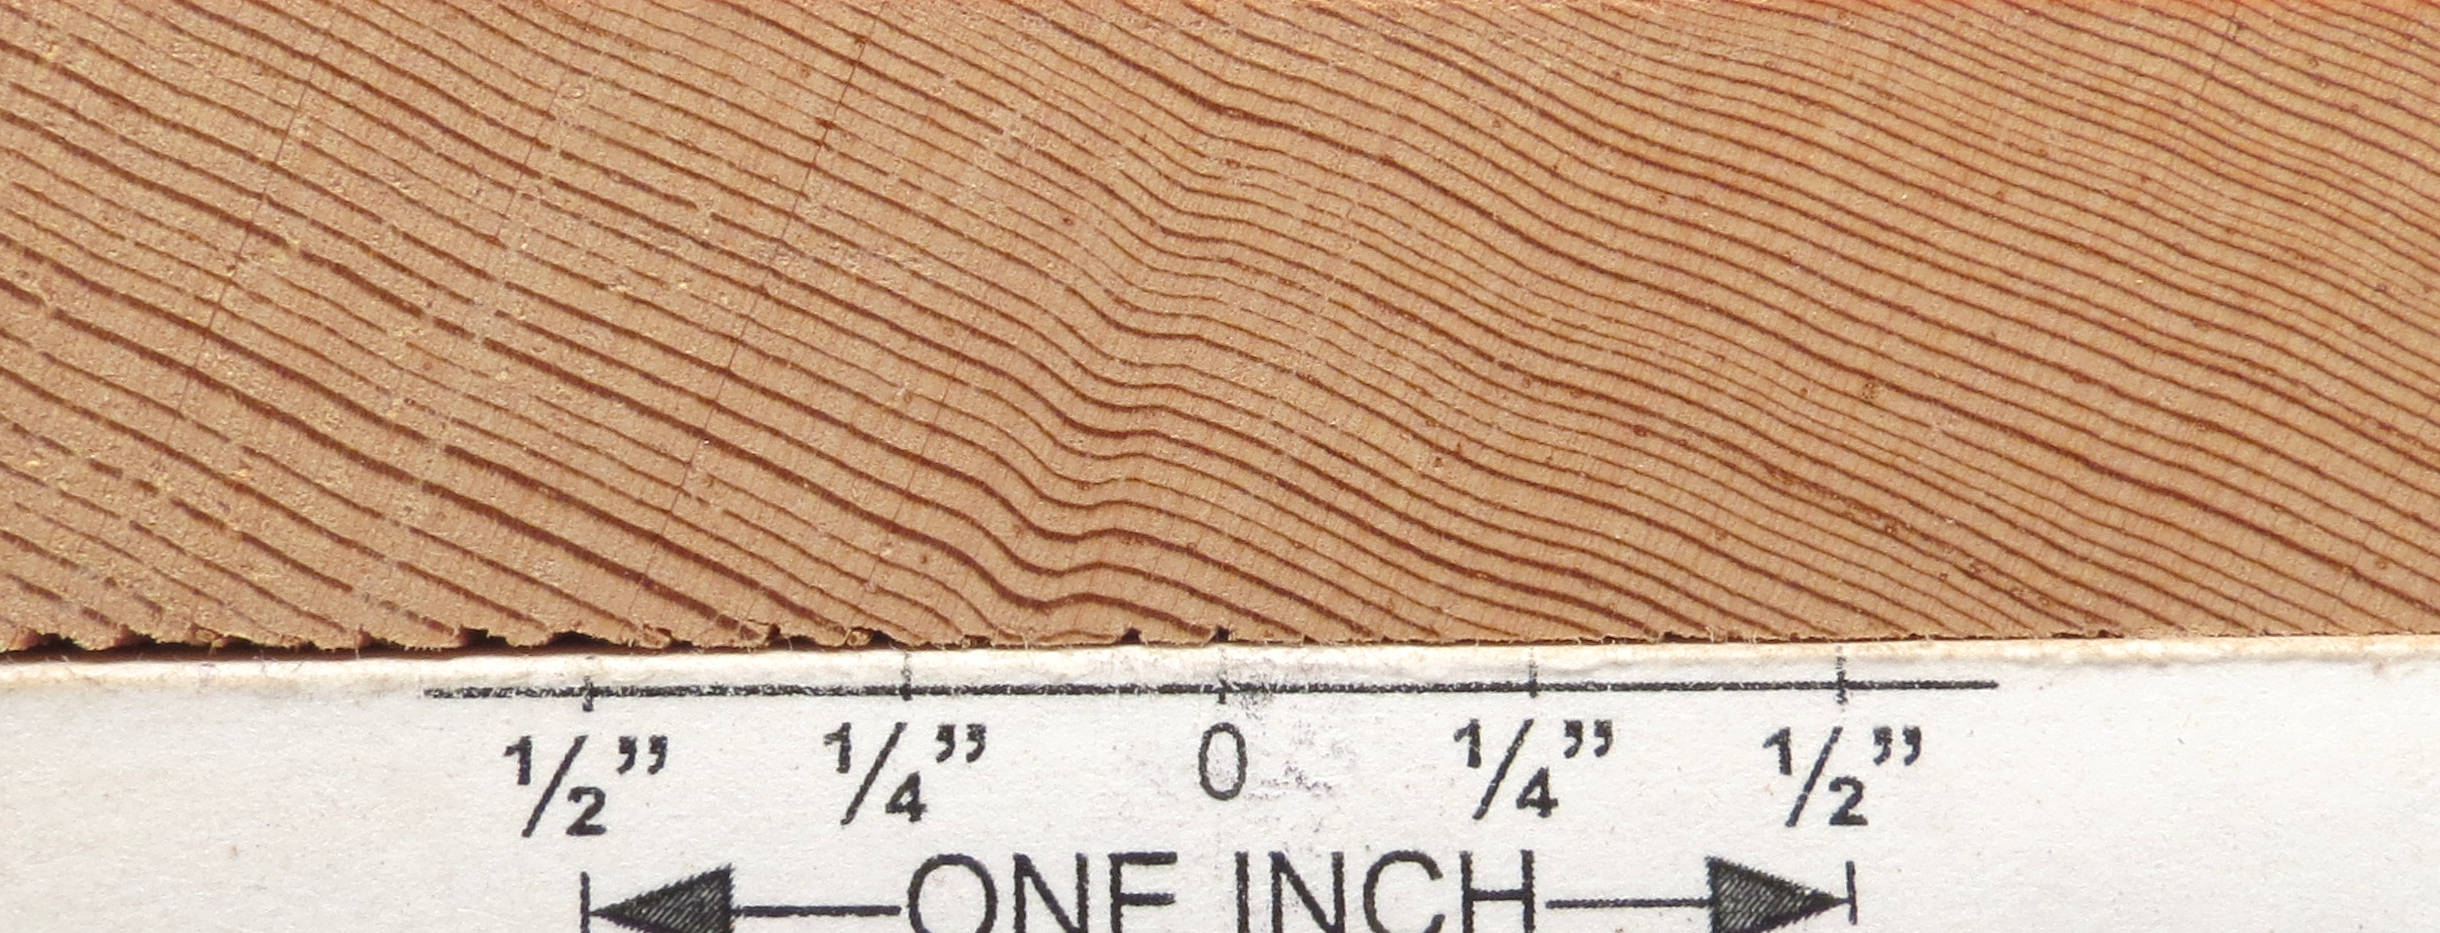 1/2” 1/4” 0 1/4” 1/2”
ONE INCH